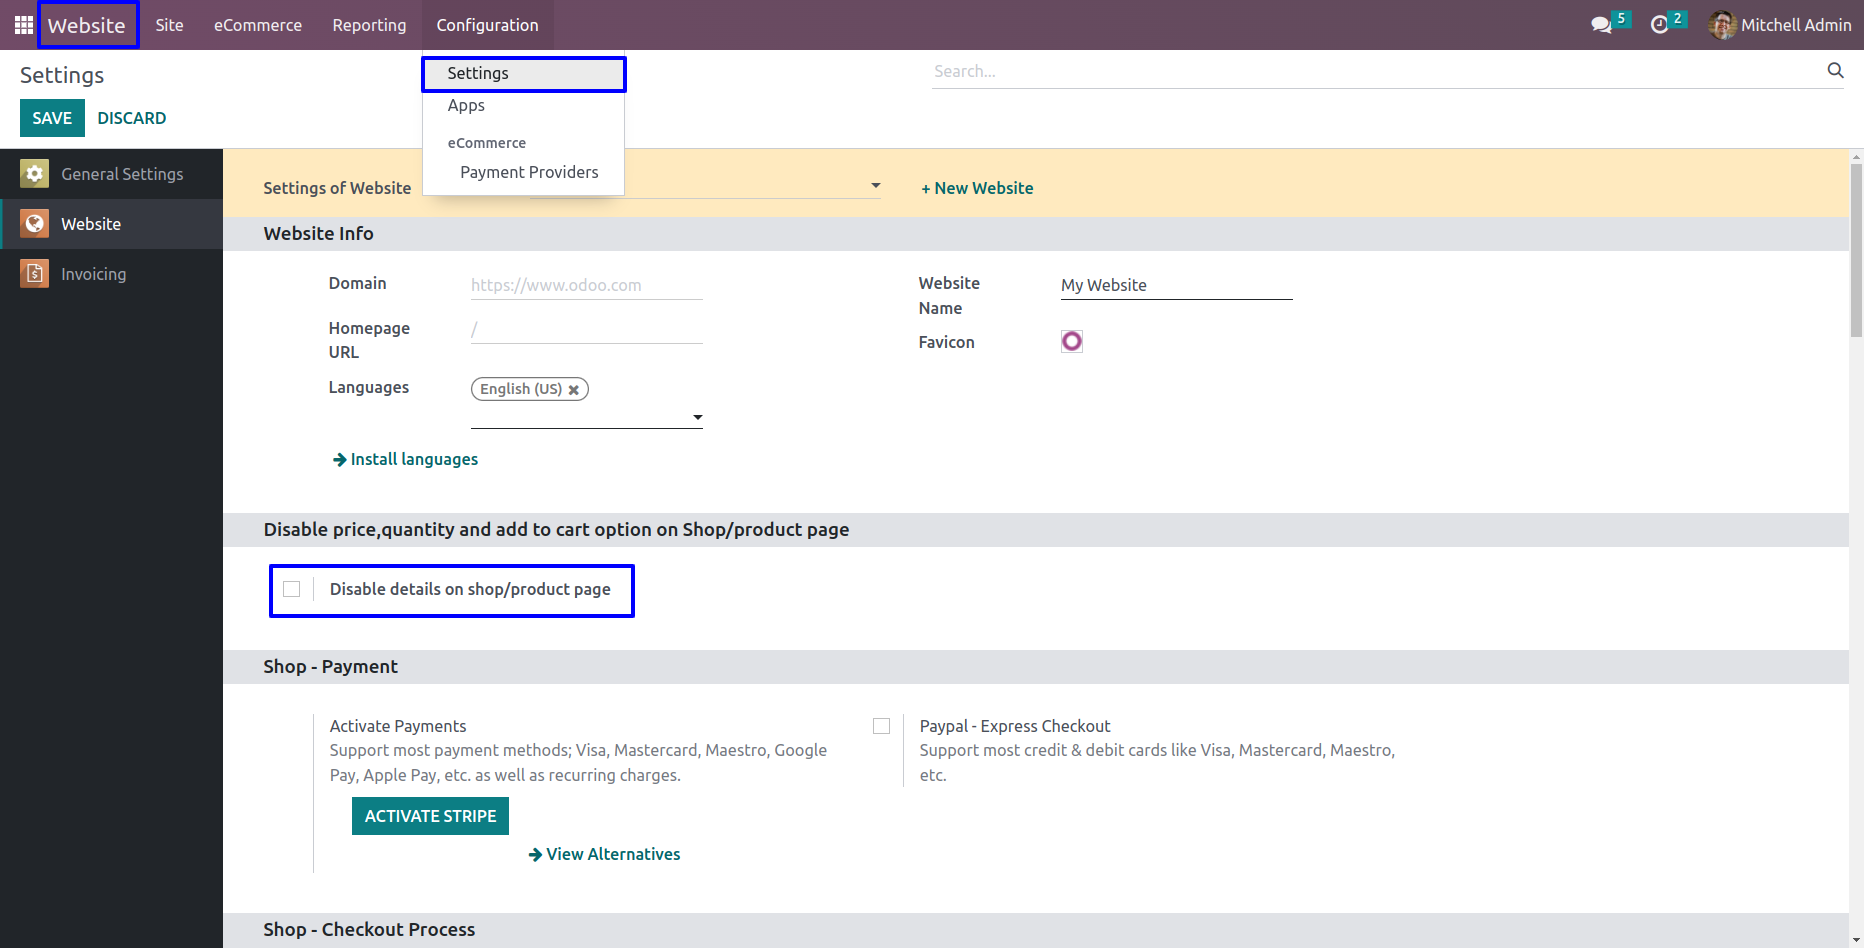 Website Site eCommerce Reporting Configuration 5 2 Mitchell Admin
Settings
Search...
SAVE DISCARD
Settings
Apps
eCommerce
Payment Providers
General Settings
Website
Invoicing
Settings of Website + New Website
Website Info
Domain https://www.odoo.com
Website
Name
My Website
Homepage
URL
/
Favicon
Languages English (US)
Install languages
Disable price,quantity and add to cart option on Shop/product page
Disable details on shop/product page
Shop - Payment
Activate Payments
Support most payment methods; Visa, Mastercard, Maestro, Google
Pay, Apple Pay, etc. as well as recurring charges.
ACTIVATE STRIPE
View Alternatives
Paypal - Express Checkout
Support most credit & debit cards like Visa, Mastercard, Maestro,
etc.
Shop - Checkout Process